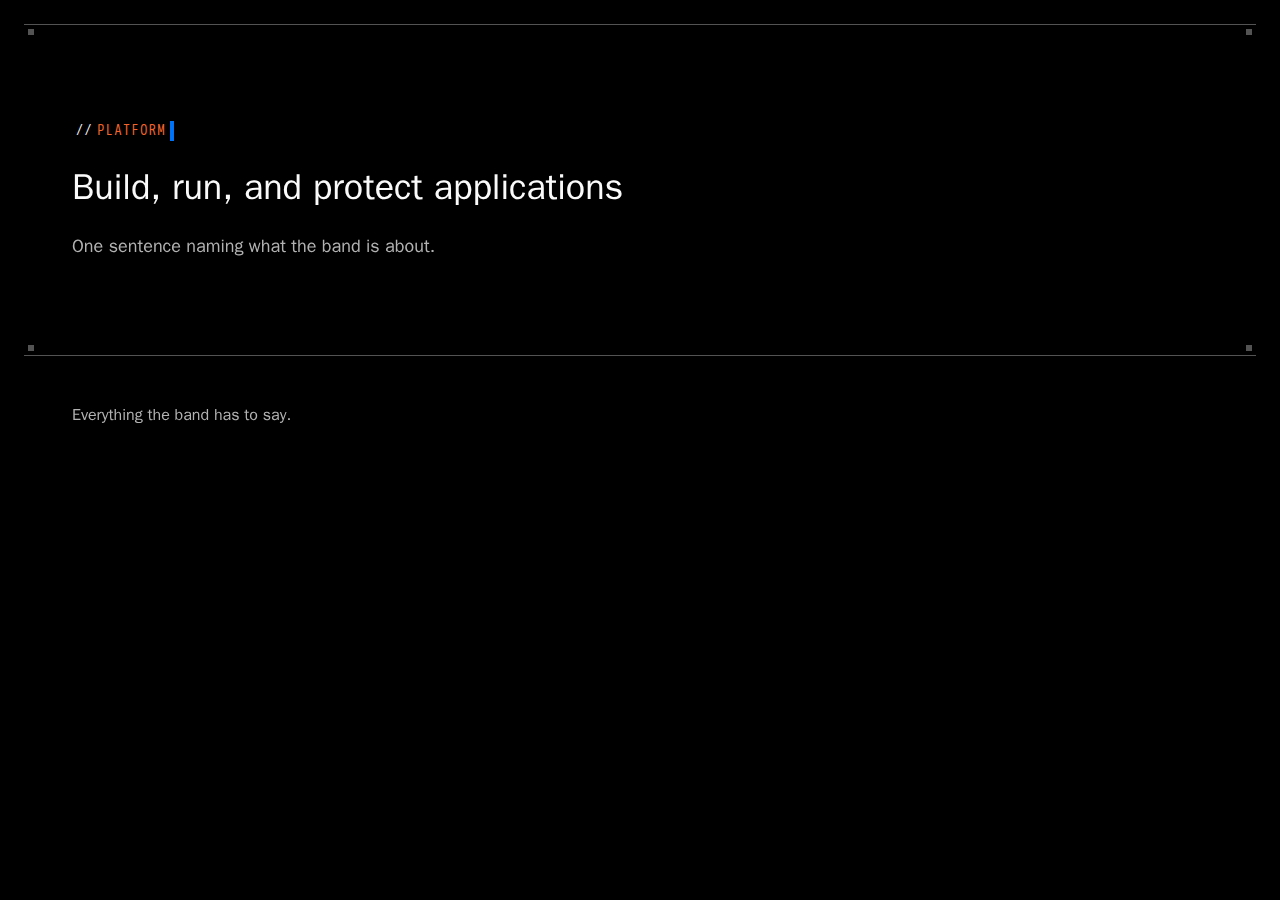 // PLATFORM
Build, run, and protect applications
One sentence naming what the band is about.
Everything the band has to say.